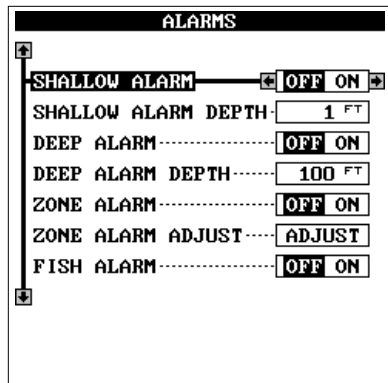 ALARMS
SHALLOW ALARM OFF ON
SHALLOW ALARM DEPTH 1 FT
DEEP ALARM OFF ON
DEEP ALARM DEPTH 100 FT
ZONE ALARM OFF ON
ZONE ALARM ADJUST ADJUST
FISH ALARM OFF ON